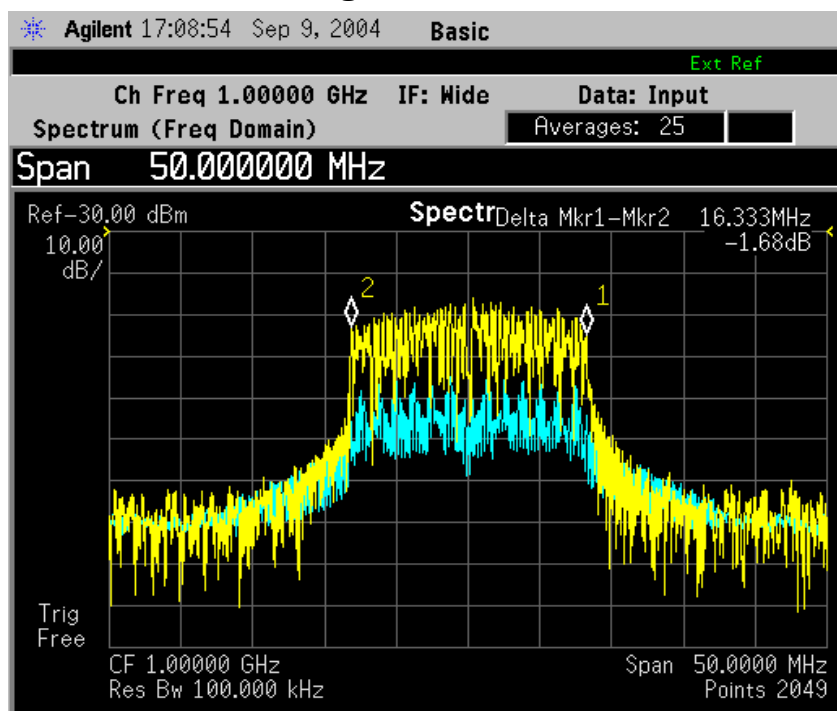 Agilent 17:08:54 Sep 9, 2004 Basic
Ext Ref
Ch Freq 1.00000 GHz IF: Wide Data: Input
Spectrum (Freq Domain) Averages: 25
Span 50.000000 MHz
Ref-30.00 dBm Spectr Delta Mkr1-Mkr2 16.333MHz
10.00 -1.68dB
dB/
2
1
Trig
Free
CF 1.00000 GHz Span 50.0000 MHz
Res Bw 100.000 kHz Points 2049